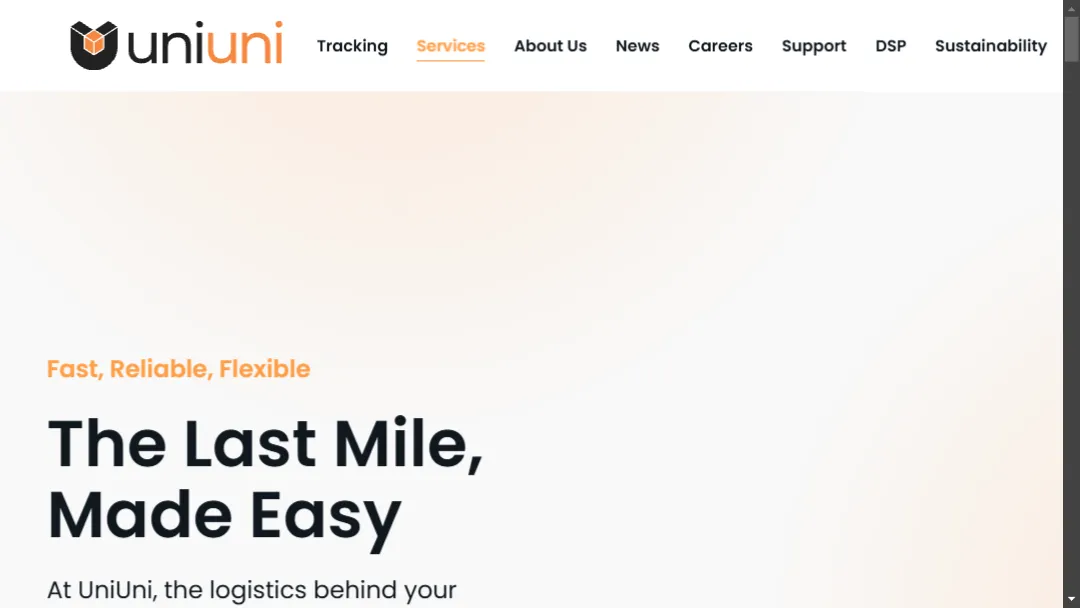 uniuni
Tracking Services About Us News Careers Support DSP Sustainability
Fast, Reliable, Flexible
The Last Mile,
Made Easy
At UniUni, the logistics behind your